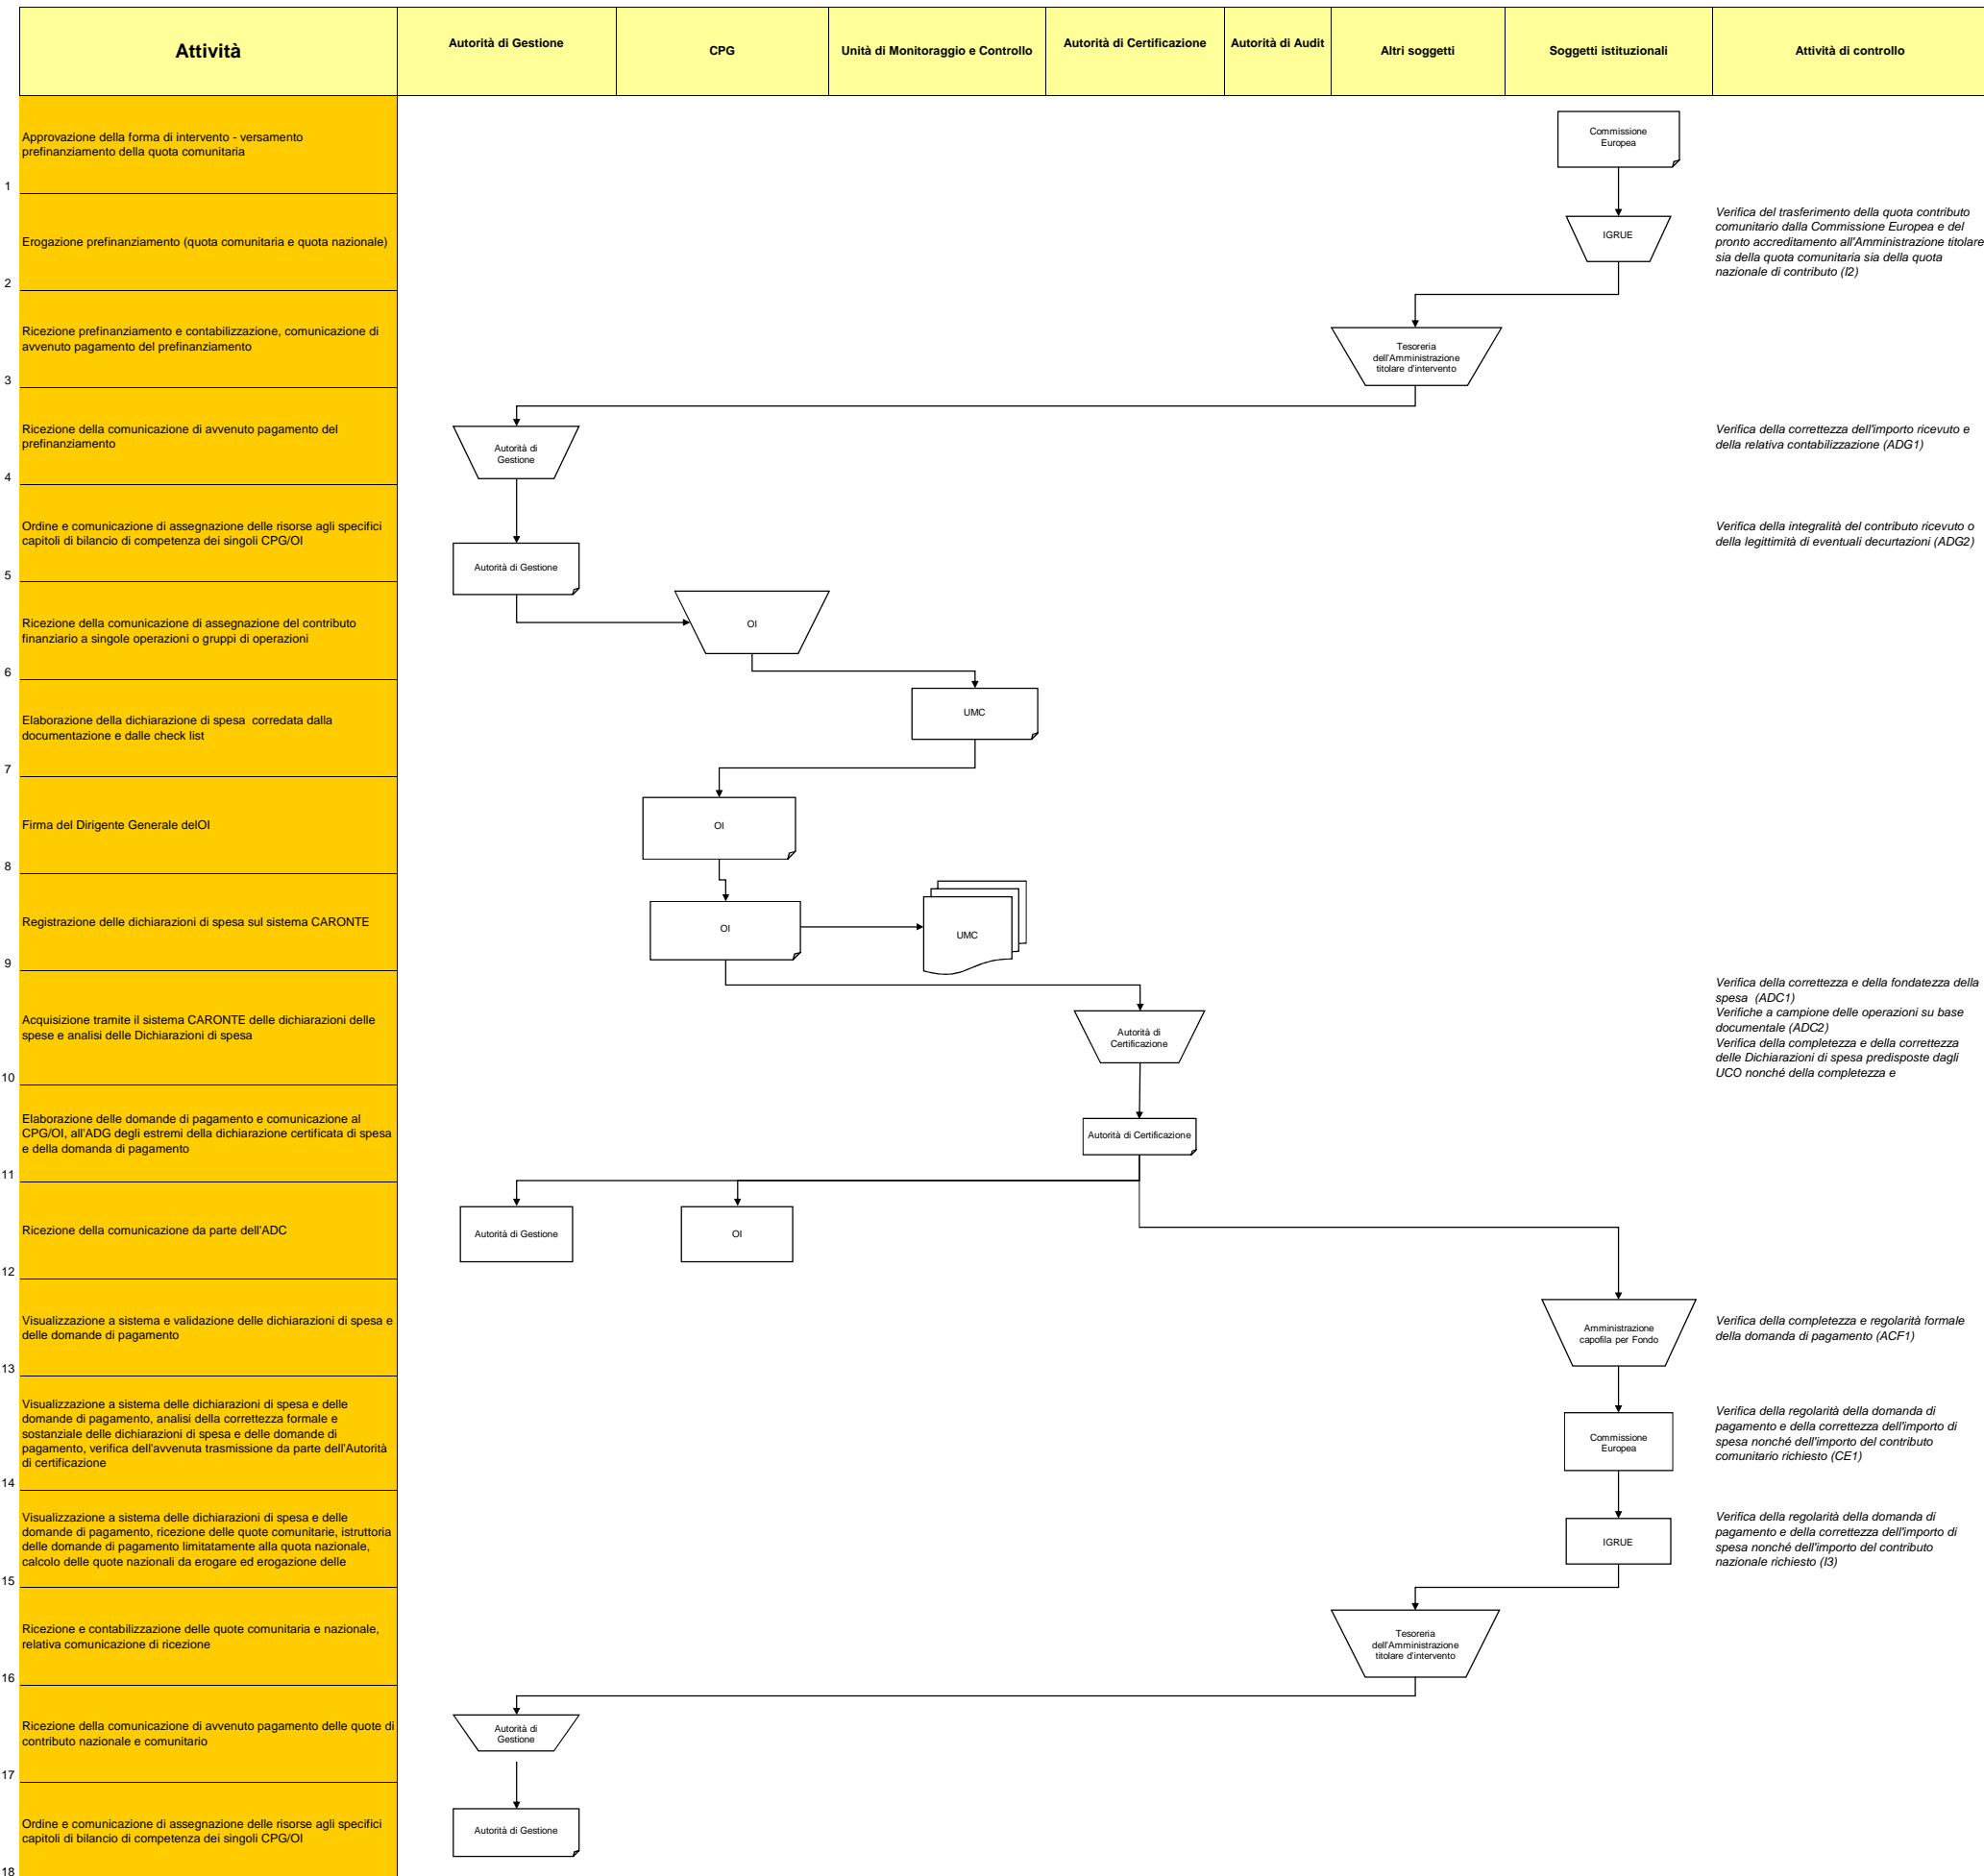 Attività
Autorità di Gestione
CPG
Unità di Monitoraggio e Controllo
Autorità di Certificazione
Autorità di Audit
Altri soggetti
Soggetti istituzionali
Attività di controllo
Approvazione della forma di intervento - versamento
prefinanziamento della quota comunitaria
1
Commissione
Europea
Erogazione prefinanziamento (quota comunitaria e quota nazionale)
2
IGRUE
Verifica del trasferimento della quota contributo
comunitario dalla Commissione Europea e del
pronto accreditamento all'Amministrazione titolare
sia della quota comunitaria sia della quota
nazionale di contributo (I2)
Ricezione prefinanziamento e contabilizzazione, comunicazione di
avvenuto pagamento del prefinanziamento
3
Tesoreria
dell'Amministrazione
titolare d'intervento
Ricezione della comunicazione di avvenuto pagamento del
prefinanziamento
4
Autorità di
Gestione
Verifica della correttezza dell'importo ricevuto e
della relativa contabilizzazione (ADG1)
Ordine e comunicazione di assegnazione delle risorse agli specifici
capitoli di bilancio di competenza dei singoli CPG/OI
5
Autorità di Gestione
Verifica della integralità del contributo ricevuto o
della legittimità di eventuali decurtazioni (ADG2)
Ricezione della comunicazione di assegnazione del contributo
finanziario a singole operazioni o gruppi di operazioni
6
OI
Elaborazione della dichiarazione di spesa  corredata dalla
documentazione e dalle check list
7
UMC
Firma del Dirigente Generale delOI
8
OI
Registrazione delle dichiarazioni di spesa sul sistema CARONTE
9
OI
UMC
Acquisizione tramite il sistema CARONTE delle dichiarazioni delle
spese e analisi delle Dichiarazioni di spesa
10
Autorità di
Certificazione
Verifica della correttezza e della fondatezza della
spesa  (ADC1)
Verifiche a campione delle operazioni su base
documentale (ADC2)
Verifica della completezza e della correttezza
delle Dichiarazioni di spesa predisposte dagli
UCO nonché della completezza e
Elaborazione delle domande di pagamento e comunicazione al
CPG/OI, all'ADG degli estremi della dichiarazione certificata di spesa
e della domanda di pagamento
11
Autorità di Certificazione
Ricezione della comunicazione da parte dell'ADC
12
Autorità di Gestione
OI
Visualizzazione a sistema e validazione delle dichiarazioni di spesa e
delle domande di pagamento
13
Amministrazione
capofila per Fondo
Verifica della completezza e regolarità formale
della domanda di pagamento (ACF1)
Visualizzazione a sistema delle dichiarazioni di spesa e delle
domande di pagamento, analisi della correttezza formale e
sostanziale delle dichiarazioni di spesa e delle domande di
pagamento, verifica dell'avvenuta trasmissione da parte dell'Autorità
di certificazione
14
Commissione
Europea
Verifica della regolarità della domanda di
pagamento e della correttezza dell'importo di
spesa nonché dell'importo del contributo
comunitario richiesto (CE1)
Visualizzazione a sistema delle dichiarazioni di spesa e delle
domande di pagamento, ricezione delle quote comunitarie, istruttoria
delle domande di pagamento limitatamente alla quota nazionale,
calcolo delle quote nazionali da erogare ed erogazione delle
15
IGRUE
Verifica della regolarità della domanda di
pagamento e della correttezza dell'importo di
spesa nonché dell'importo del contributo
nazionale richiesto (I3)
Ricezione e contabilizzazione delle quote comunitaria e nazionale,
relativa comunicazione di ricezione
16
Tesoreria
dell'Amministrazione
titolare d'intervento
Ricezione della comunicazione di avvenuto pagamento delle quote di
contributo nazionale e comunitario
17
Autorità di
Gestione
Ordine e comunicazione di assegnazione delle risorse agli specifici
capitoli di bilancio di competenza dei singoli CPG/OI
18
Autorità di Gestione